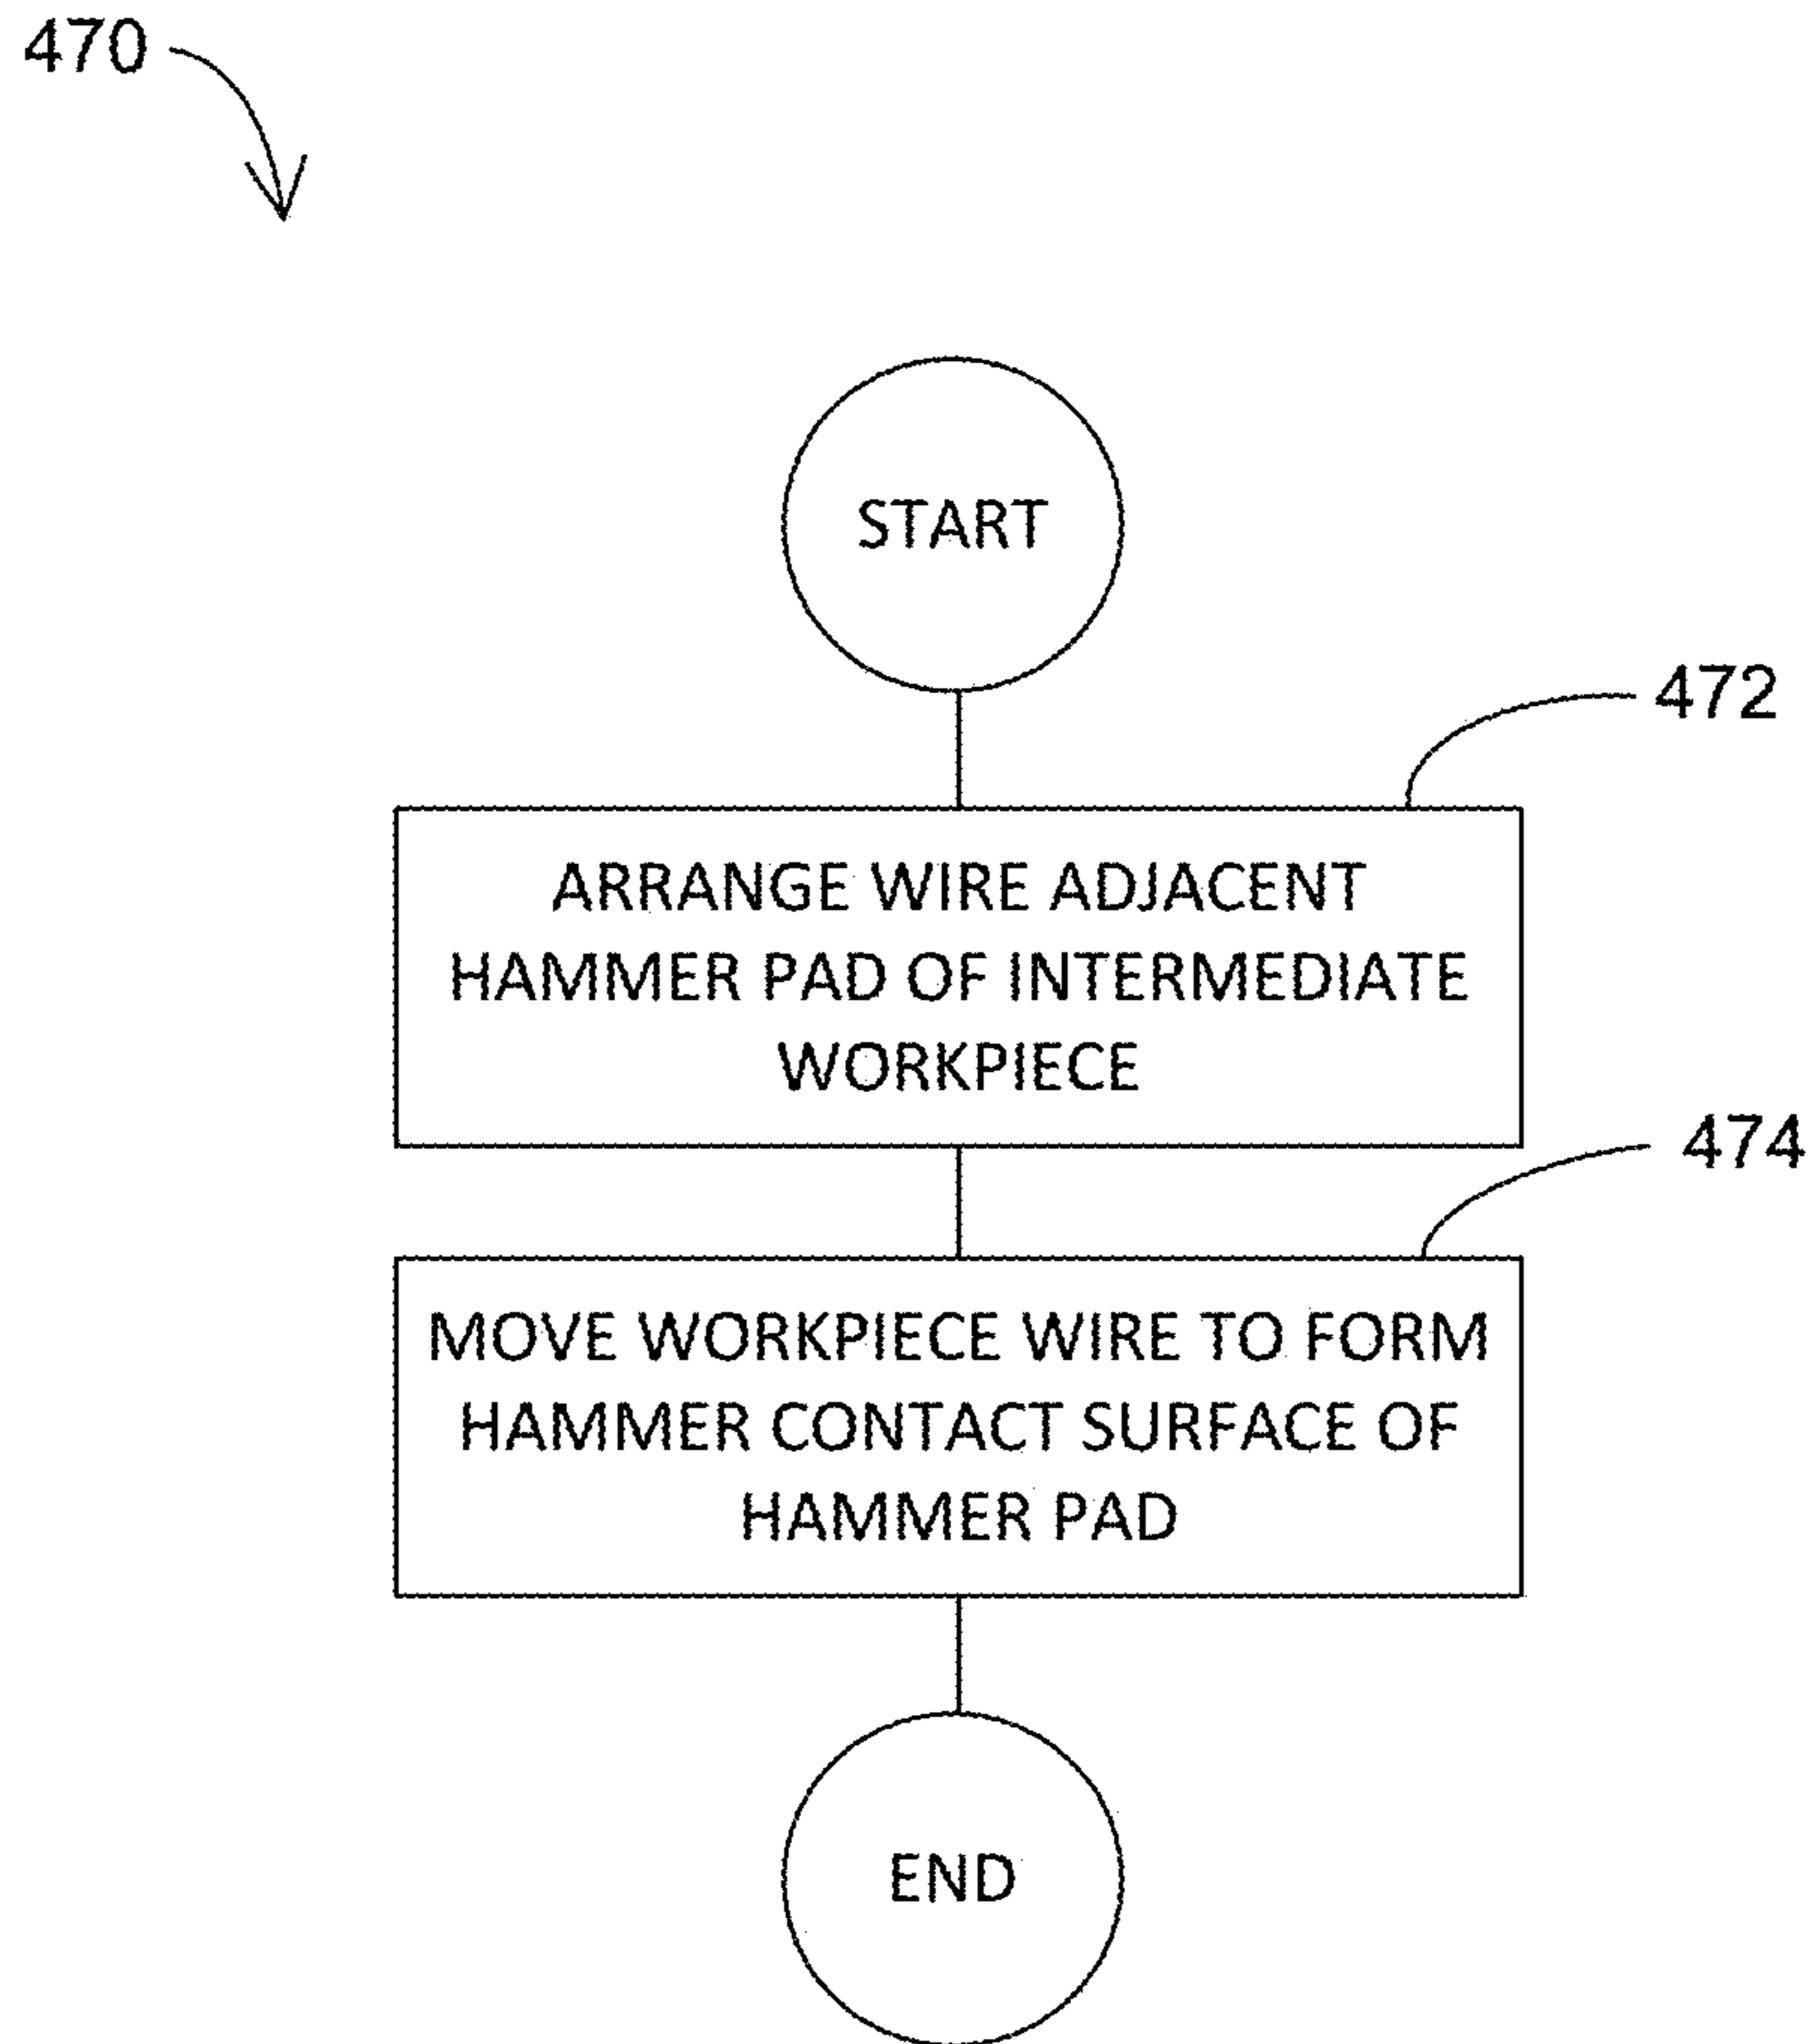 470
START
472
ARRANGE WIRE ADJACENT
HAMMER PAD OF INTERMEDIATE
WORKPIECE
474
MOVE WORKPIECE WIRE TO FORM
HAMMER CONTACT SURFACE OF
HAMMER PAD
END